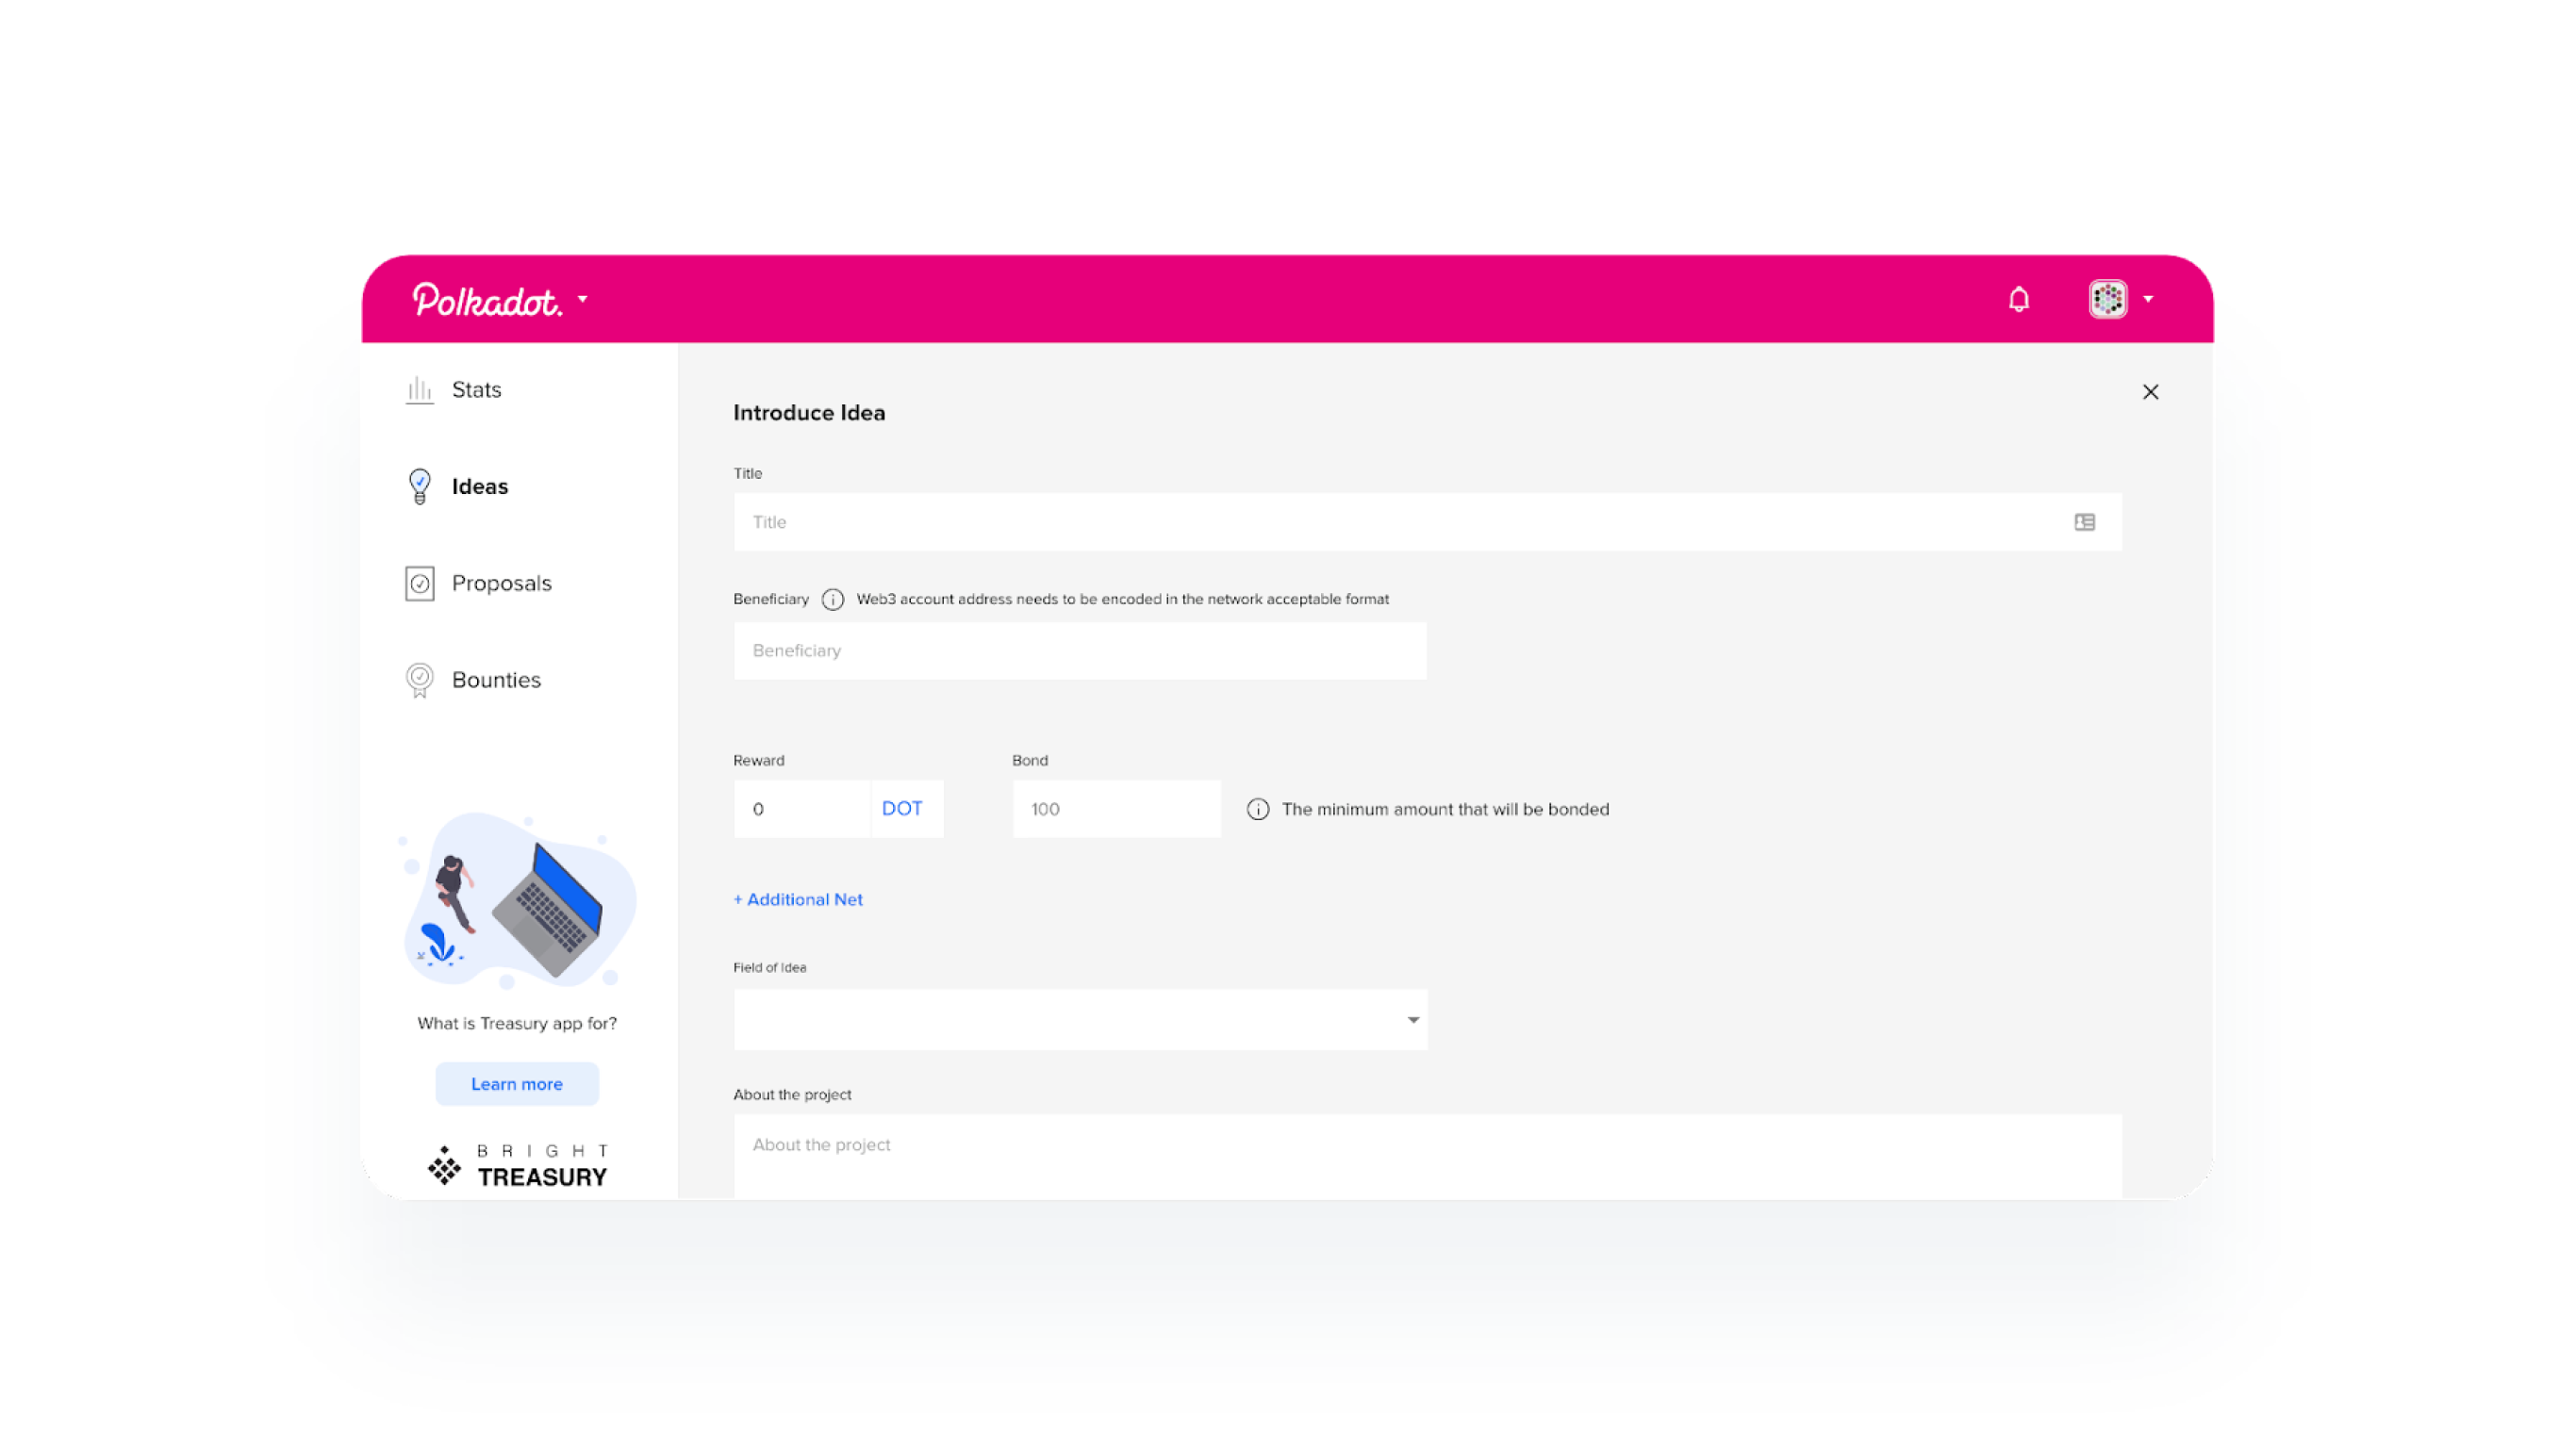 Polkadot.
Stats
Ideas
Proposals
Bounties
What is Treasury app for?
Learn more
BRIGHT
TREASURY
Introduce Idea
Title
Title
Beneficiary Web3 account address needs to be encoded in the network acceptable format
Beneficiary
Reward Bond
0 DOT 100 The minimum amount that will be bonded
+ Additional Net
Field of Idea
About the project
About the project